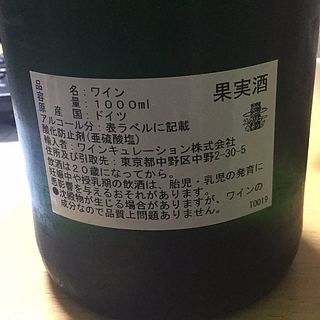 果実酒
品名:ワイン
容量:1000ml
原産国:ドイツ
アルコール分:表ラベルに記載
酸化防止剤(亜硫酸塩)
輸入者:ワインキュレーション株式会社
住所及び引取先:東京都中野区中野2-30-5
飲酒は20歳になってから。
妊娠中や授乳期の飲酒は、胎児・乳児の発育に
悪影響を与えるおそれがあります。
●沈殿物が生じる場合がありますが、ワインの
成分なので品質上問題ありません。
T0019